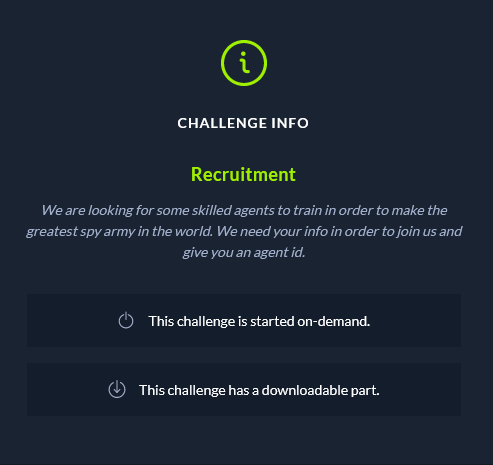 CHALLENGE INFO
Recruitment
We are looking for some skilled agents to train in order to make the
greatest spy army in the world. We need your info in order to join us and
give you an agent id.
This challenge is started on-demand.
This challenge has a downloadable part.